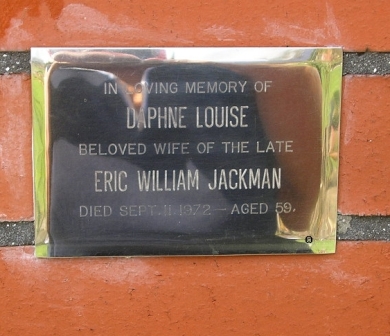 IN LOVING MEMORY OF
DAPHNE LOUISE
BELOVED WIFE OF THE LATE
ERIC WILLIAM JACKMAN
DIED SEPT. 11 1972 — AGED 59.